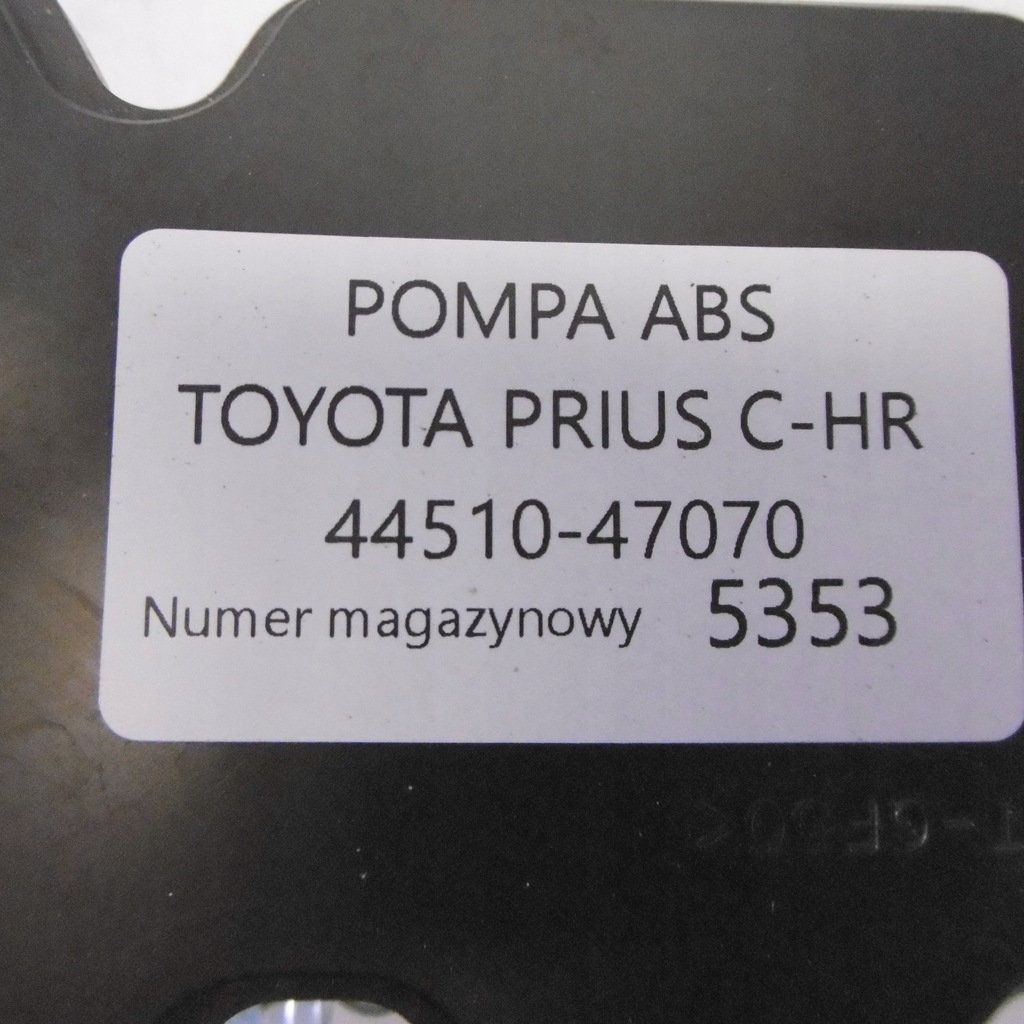 POMPA ABS
TOYOTA PRIUS C-HR
44510-47070
Numer magazynowy 5353